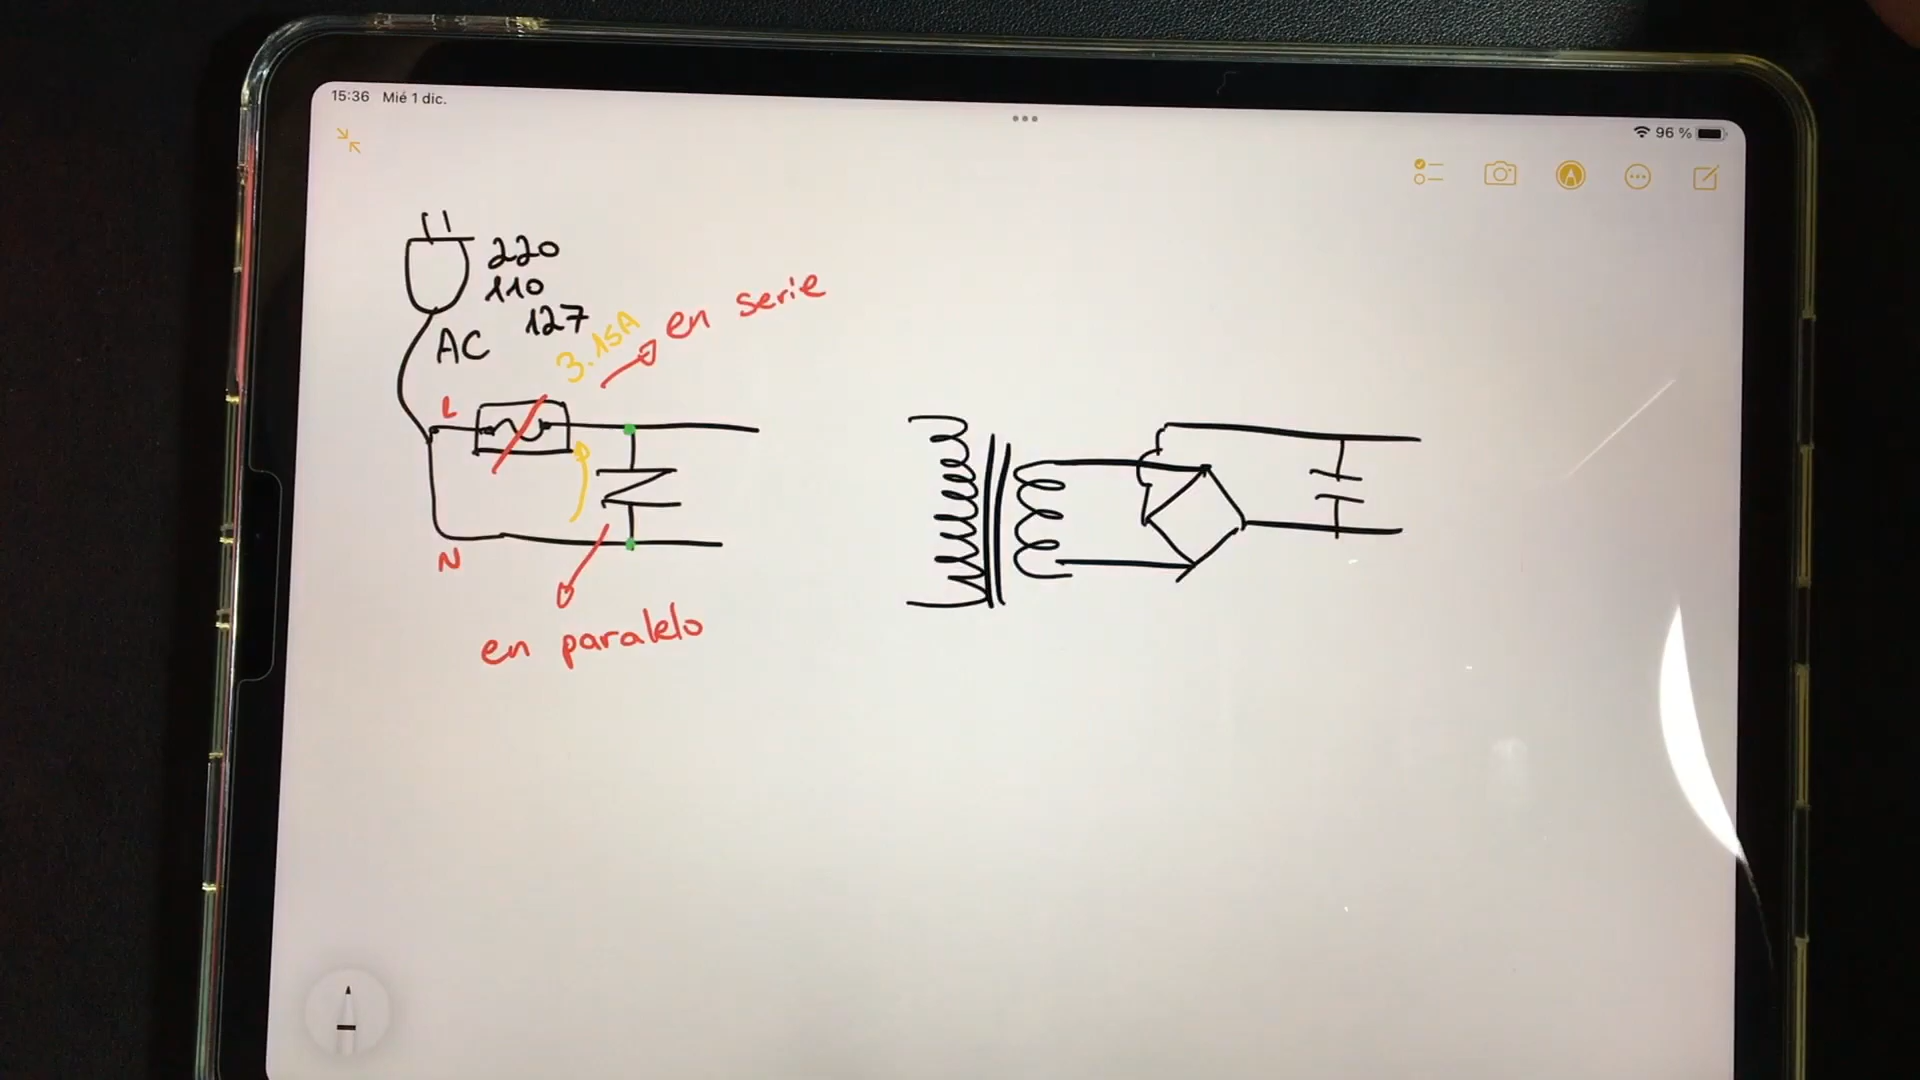 15:36 Mié 1 dic.
96 %
220
110
AC 127
3.15A
en serie
L
N
en paralelo